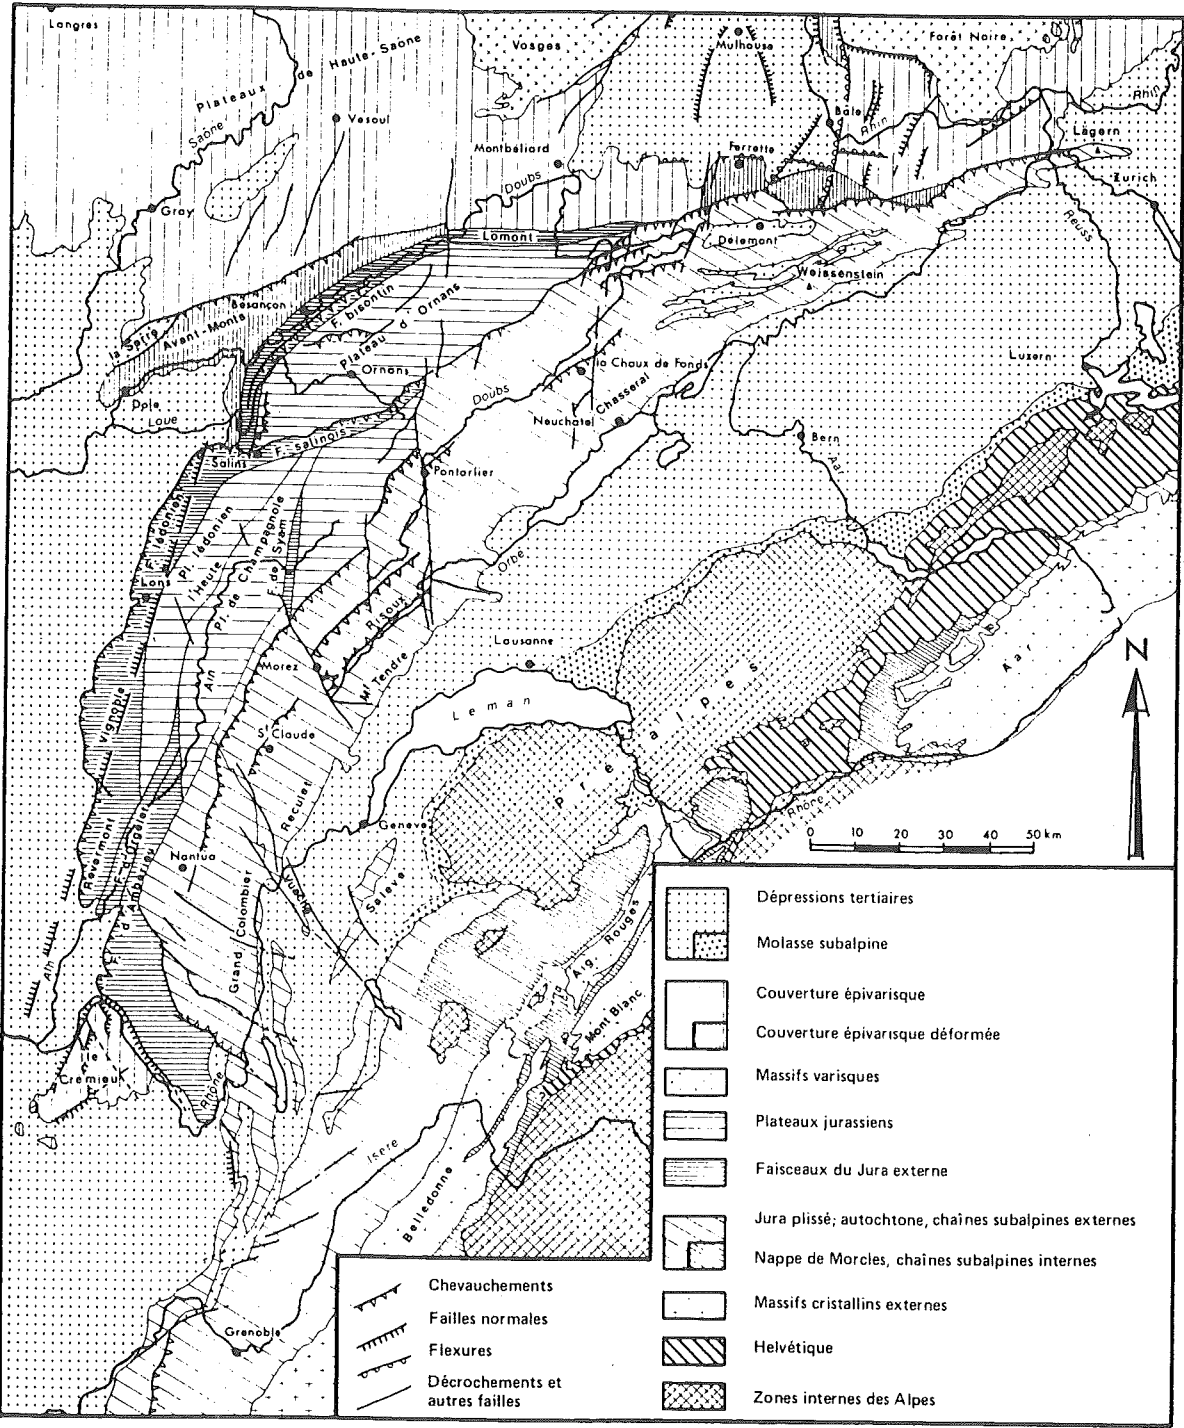 Langres
Plateaux de Haute-Saône
Saône
Vesoul
Gray
Vosges
Mulhouse
Forêt Noire
Rhin
Bâle
Rhin
Lägern
Zurich
Reuss
Montbéliard
Doubs
Ferrette
Lomont
Délémont
Weissenstein
la Serre
Avant-Monts
Besançon
F. bisontin
Plateau d'Ornans
Ornans
Dole
Loue
Salins
F. salinois
Doubs
la Chaux de Fonds
Chasseral
Neuchatel
Luzern
Bern
Aar
Pontarlier
F. lédonien
Pl. lédonien
l'Heute
Pl. de Champagnole
F. de Syam
Lons
Orbe
Risoux
Lausanne
Morez
Mt Tendre
Ain
Leman
St Claude
Vignoble
Reculet
Préalpes
Aar
N
Rhône
0 10 20 30 40 50 km
Genève
Revermont
F. d'Orgelet
F. d'Ambérieu
Nantua
Vuache
Salève
Grand Colombier
Ain
Aig. Rouges
Mont Blanc
le
Crémieu
Rhône
Isère
Belledonne
Grenoble
Dépressions tertiaires
Molasse subalpine
Couverture épivarisque
Couverture épivarisque déformée
Massifs varisques
Plateaux jurassiens
Faisceaux du Jura externe
Jura plissé; autochtone, chaînes subalpines externes
Nappe de Morcles, chaînes subalpines internes
Massifs cristallins externes
Helvétique
Zones internes des Alpes
Chevauchements
Failles normales
Flexures
Décrochements et
autres failles